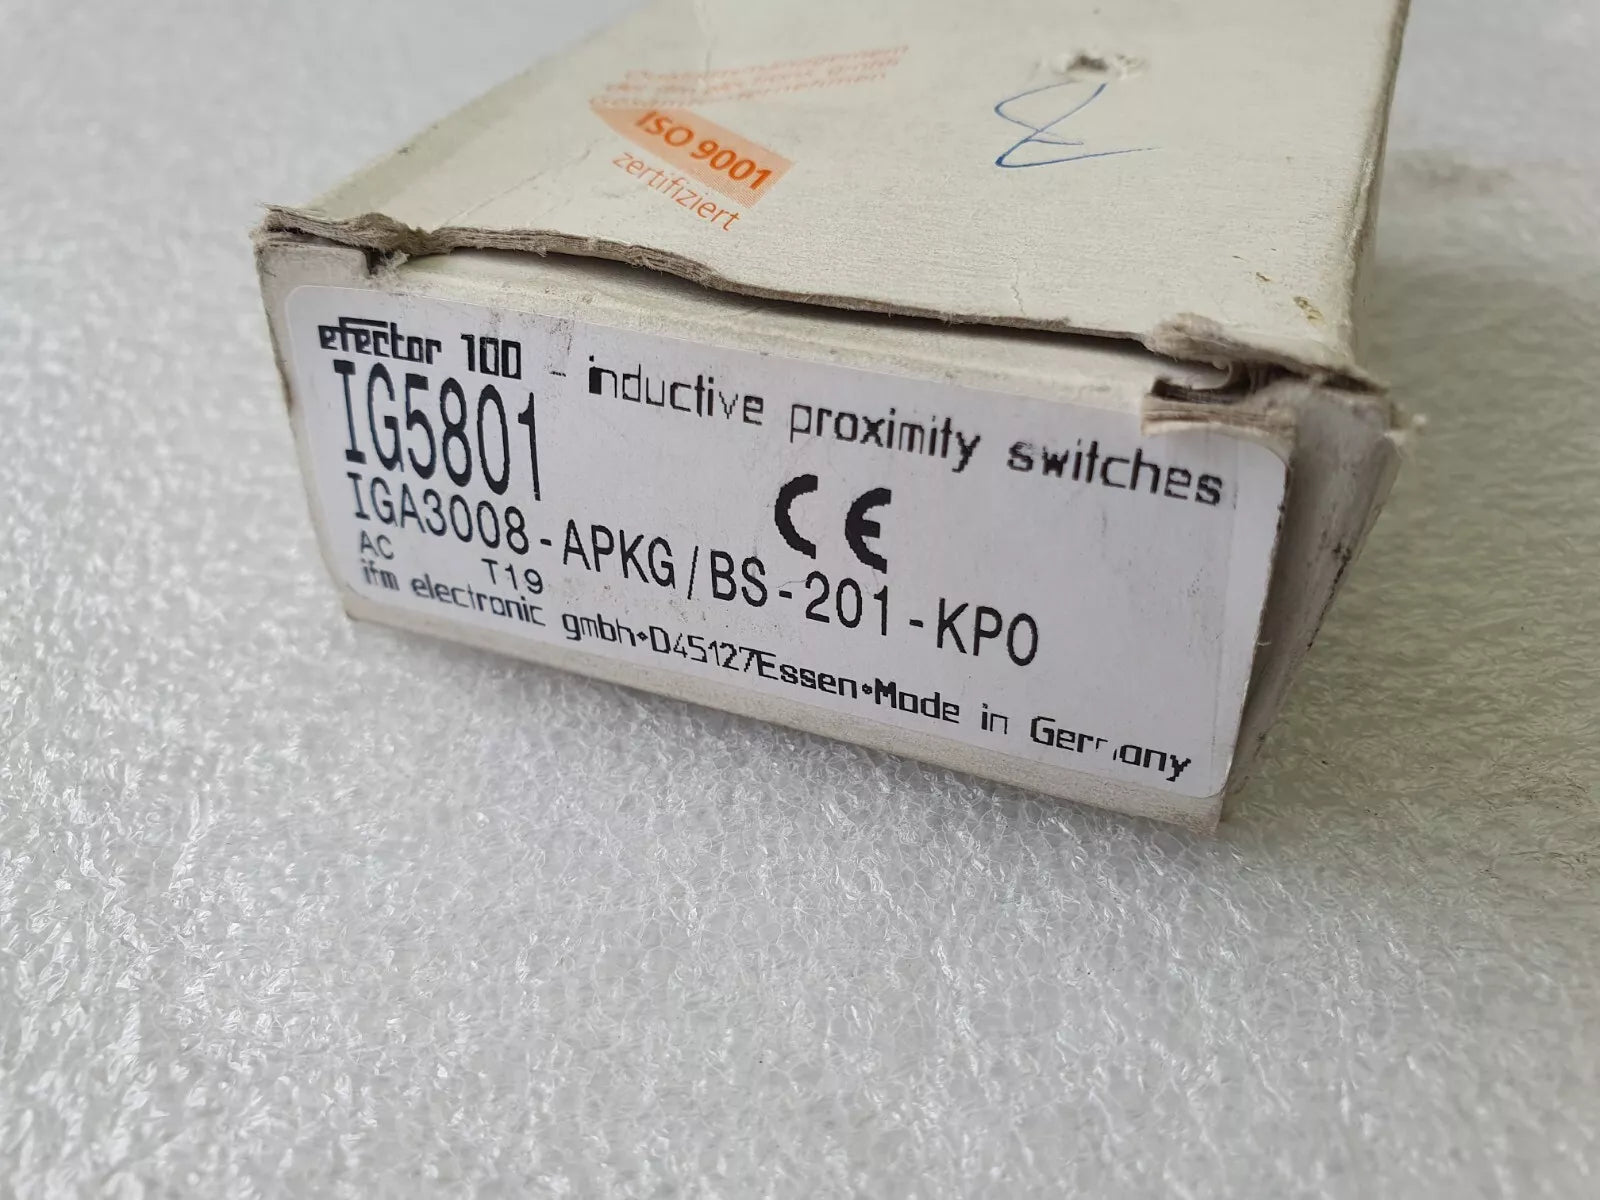 ISO 9001
zertifiziert
efector 100 - inductive proximity switches
IG5801
IGA3008-APKG/BS-201-KPO
AC T19
CE
ifm electronic gmbh•D45127Essen•Made in Germany